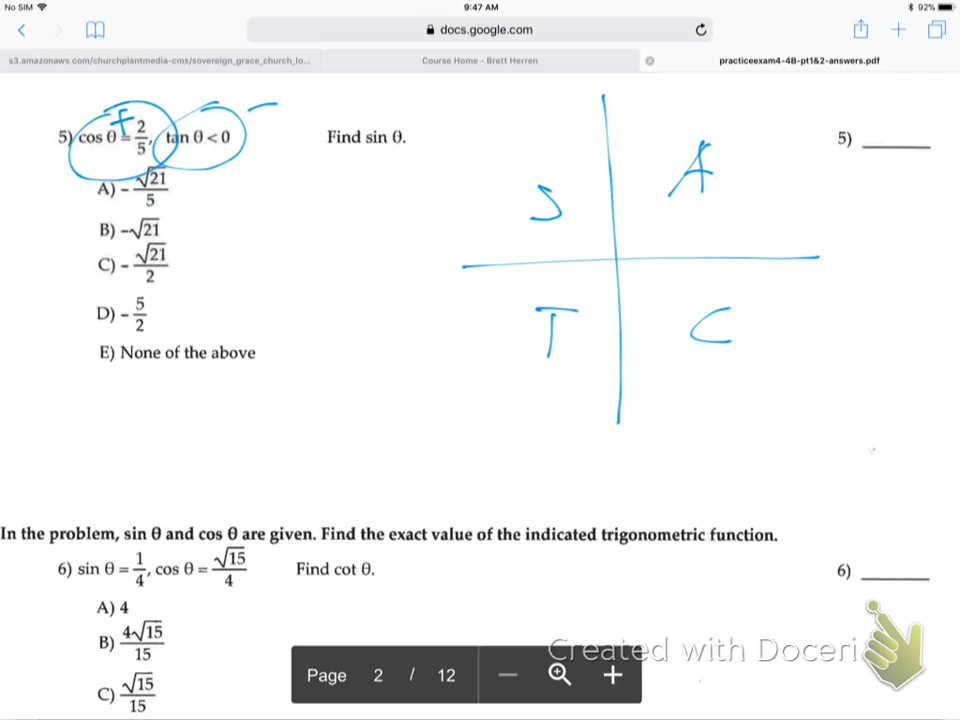 No SIM 9:47 AM 92%
docs.google.com
s3.amazonaws.com/churchplantmedia-cms/sovereign_grace_church_lo... Course Home - Brett Herren practiceexam4-4B-pt1&2-answers.pdf
+ −
5) cos θ = 2/5, tan θ < 0 Find sin θ. 5) ________
A) -√21/5
B) -√21
C) -√21/2
D) -5/2
E) None of the above
S A
T C
In the problem, sin θ and cos θ are given. Find the exact value of the indicated trigonometric function.
6) sin θ = 1/4, cos θ = √15/4 Find cot θ. 6) ________
A) 4
B) 4√15/15
C) √15/15
Page 2 / 12
Created with Doceri